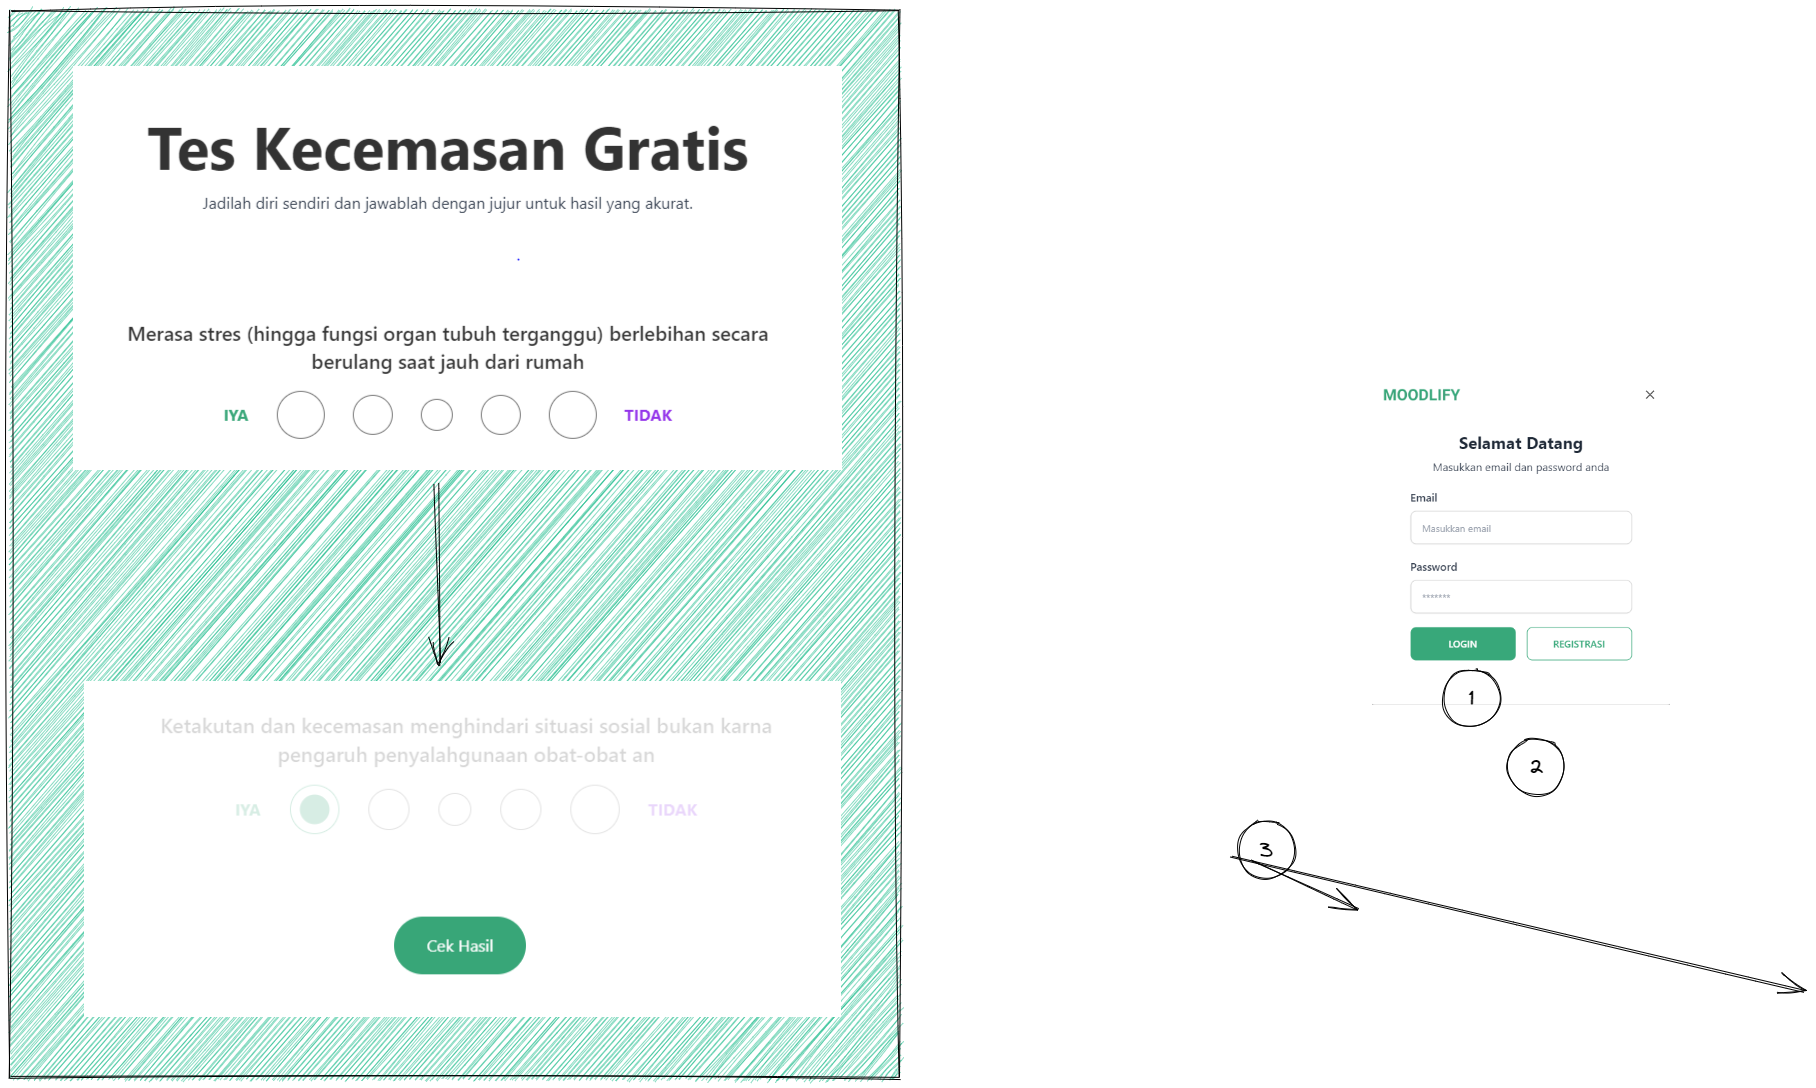 Tes Kecemasan Gratis
Jadilah diri sendiri dan jawablah dengan jujur untuk hasil yang akurat.
Merasa stres (hingga fungsi organ tubuh terganggu) berlebihan secara
berulang saat jauh dari rumah
IYA
TIDAK
Ketakutan dan kecemasan menghindari situasi sosial bukan karna
pengaruh penyalahgunaan obat-obat an
IYA
TIDAK
Cek Hasil
MOODLIFY
×
Selamat Datang
Masukkan email dan password anda
Email
Masukkan email
Password
*******
LOGIN
REGISTRASI
1
2
3